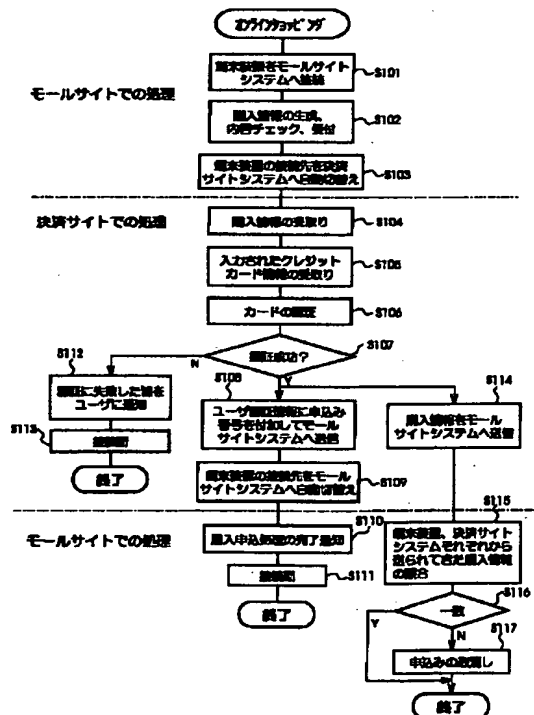 オンラインショッピング
端末装置をモールサイト
システムへ接続
S101
モールサイトでの処理
購入情報の生成、
内容チェック、受付
S102
端末装置の接続先を決済
サイトシステムへ自動切替え
S103
決済サイトでの処理
購入情報の受取り
S104
入力されたクレジット
カード情報の受取り
S105
カードの認証
S106
認証成功?
S107
N
Y
S112
認証に失敗した旨を
ユーザに通知
S113
接続断
終了
S108
ユーザ認証情報に申込み
番号を付加してモール
サイトシステムへ送信
S114
購入情報をモール
サイトシステムへ送信
端末装置の接続先をモール
サイトシステムへ自動切替え
S109
モールサイトでの処理
購入申込処理の完了通知
S110
接続断
S111
終了
S115
端末装置、決済サイト
システムそれぞれから
送られてきた購入情報
の照合
S116
一致
Y
N
S117
申込みの取消し
終了